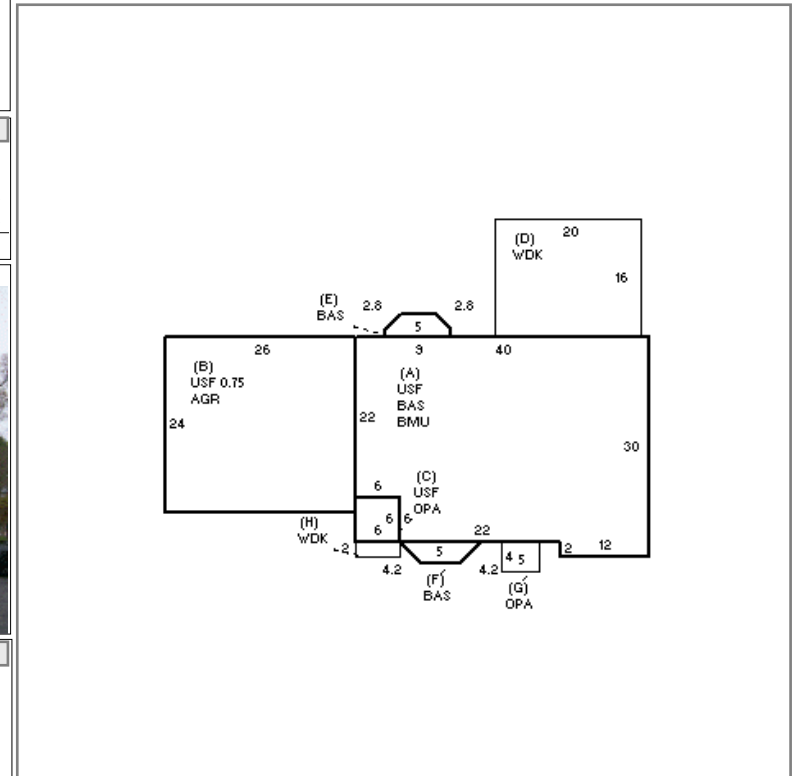 20
(D)
WDK
16
(E)
BAS
2.8
2.8
5
26
9
40
(B)
USF 0.75
AGR
(A)
USF
BAS
BMU
24
22
30
(C)
USF
OPA
6
6
6
6
22
(H)
WDK
2
5
4
5
2
12
4.2
(F)
BAS
4.2
(G)
OPA